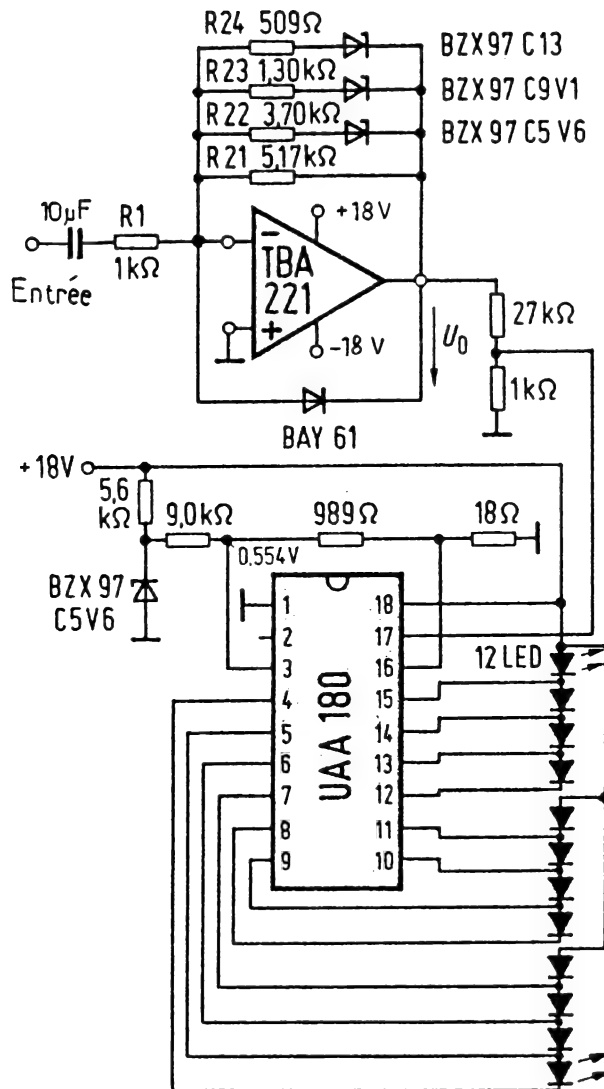 R24 509Ω BZX 97 C13
R23 1,30kΩ BZX 97 C9V1
R22 3,70kΩ BZX 97 C5V6
R21 5,17kΩ
10µF R1 +18V
1kΩ
Entrée
− TBA 221 +
−18V
U0 27kΩ
1kΩ
BAY 61
+18V
5,6 kΩ
9,0kΩ 989Ω 18Ω
0,554V
BZX 97
C5V6
12 LED
UAA 180
1 18
2 17
3 16
4 15
5 14
6 13
7 12
8 11
9 10